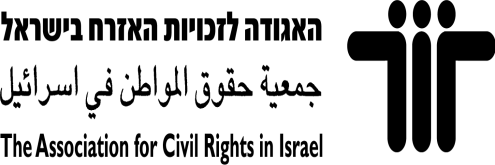 האגודה לזכויות האזרח בישראל
جمعية حقوق المواطن في اسرائيل
The Association for Civil Rights in Israel